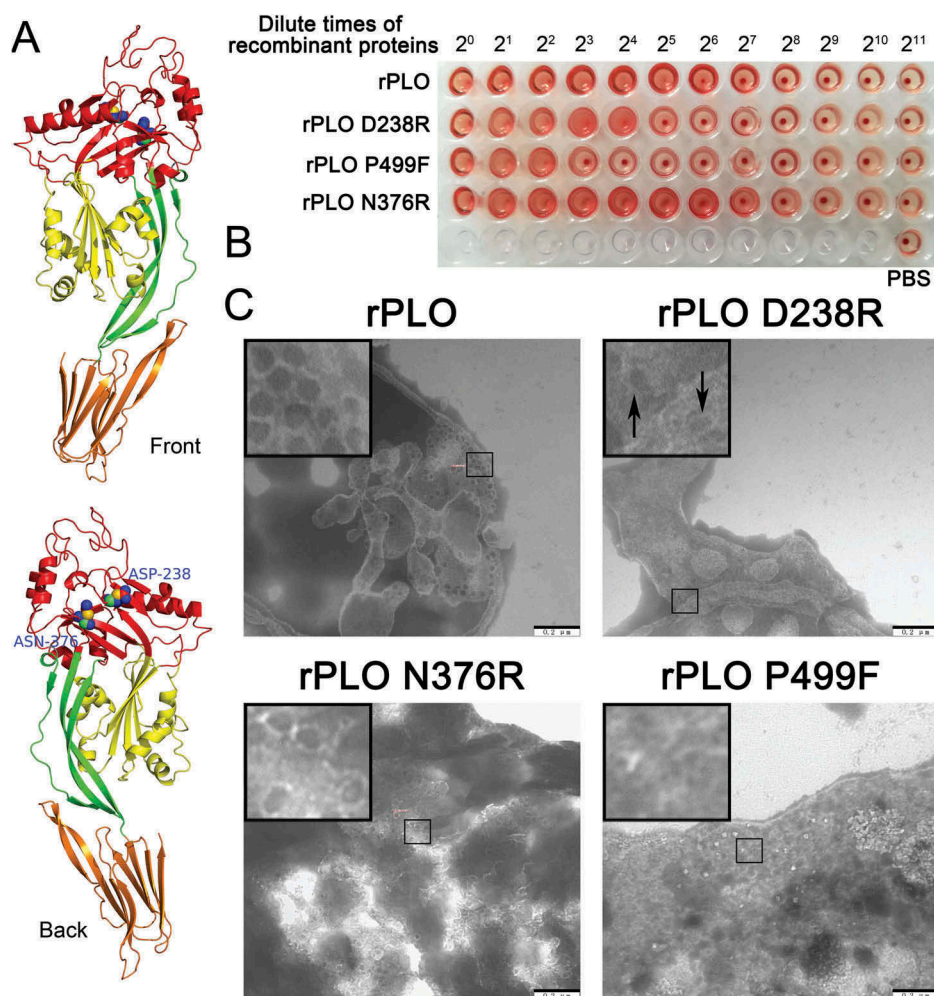 A
Front
ASP-238
ASN-376
Back
Dilute times of
recombinant proteins
2⁰ 2¹ 2² 2³ 2⁴ 2⁵ 2⁶ 2⁷ 2⁸ 2⁹ 2¹⁰ 2¹¹
rPLO
rPLO D238R
rPLO P499F
rPLO N376R
B
PBS
C
rPLO
rPLO D238R
0.2 μm
0.2 μm
rPLO N376R
rPLO P499F